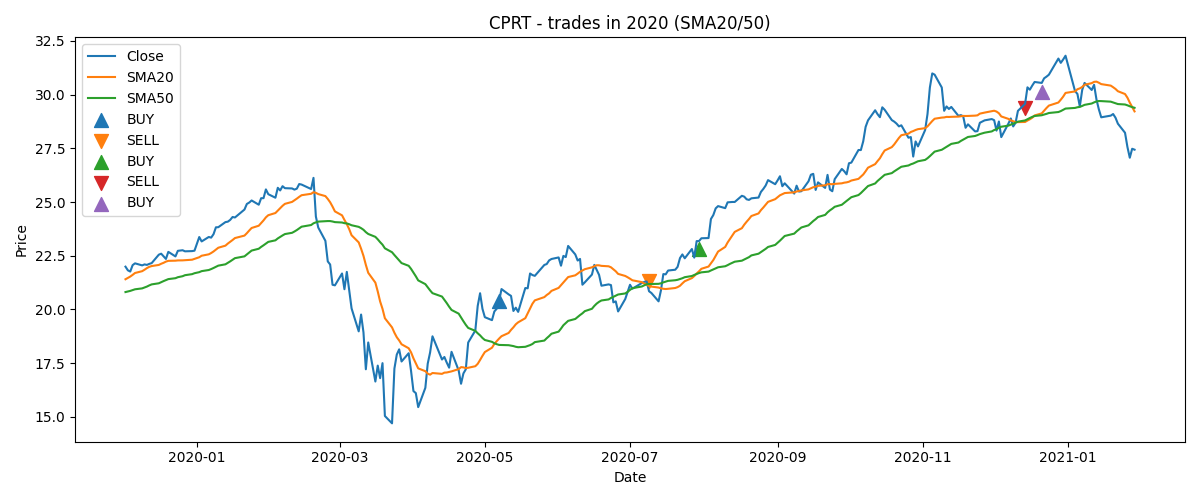 CPRT - trades in 2020 (SMA20/50)
Close
SMA20
SMA50
BUY
SELL
BUY
SELL
BUY
Price
32.5
30.0
27.5
25.0
22.5
20.0
17.5
15.0
2020-01 2020-03 2020-05 2020-07 2020-09 2020-11 2021-01
Date